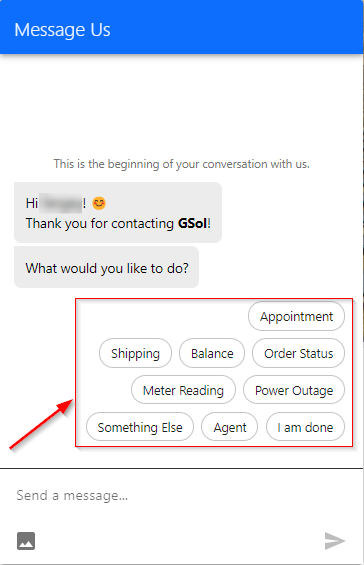 Message Us
This is the beginning of your conversation with us.
Hi ! 😊
Thank you for contacting GSol!
What would you like to do?
Appointment
Shipping Balance Order Status
Meter Reading Power Outage
Something Else Agent I am done
Send a message...